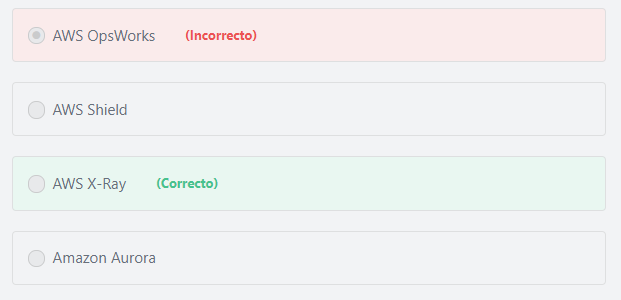 AWS OpsWorks (Incorrecto)
AWS Shield
AWS X-Ray (Correcto)
Amazon Aurora